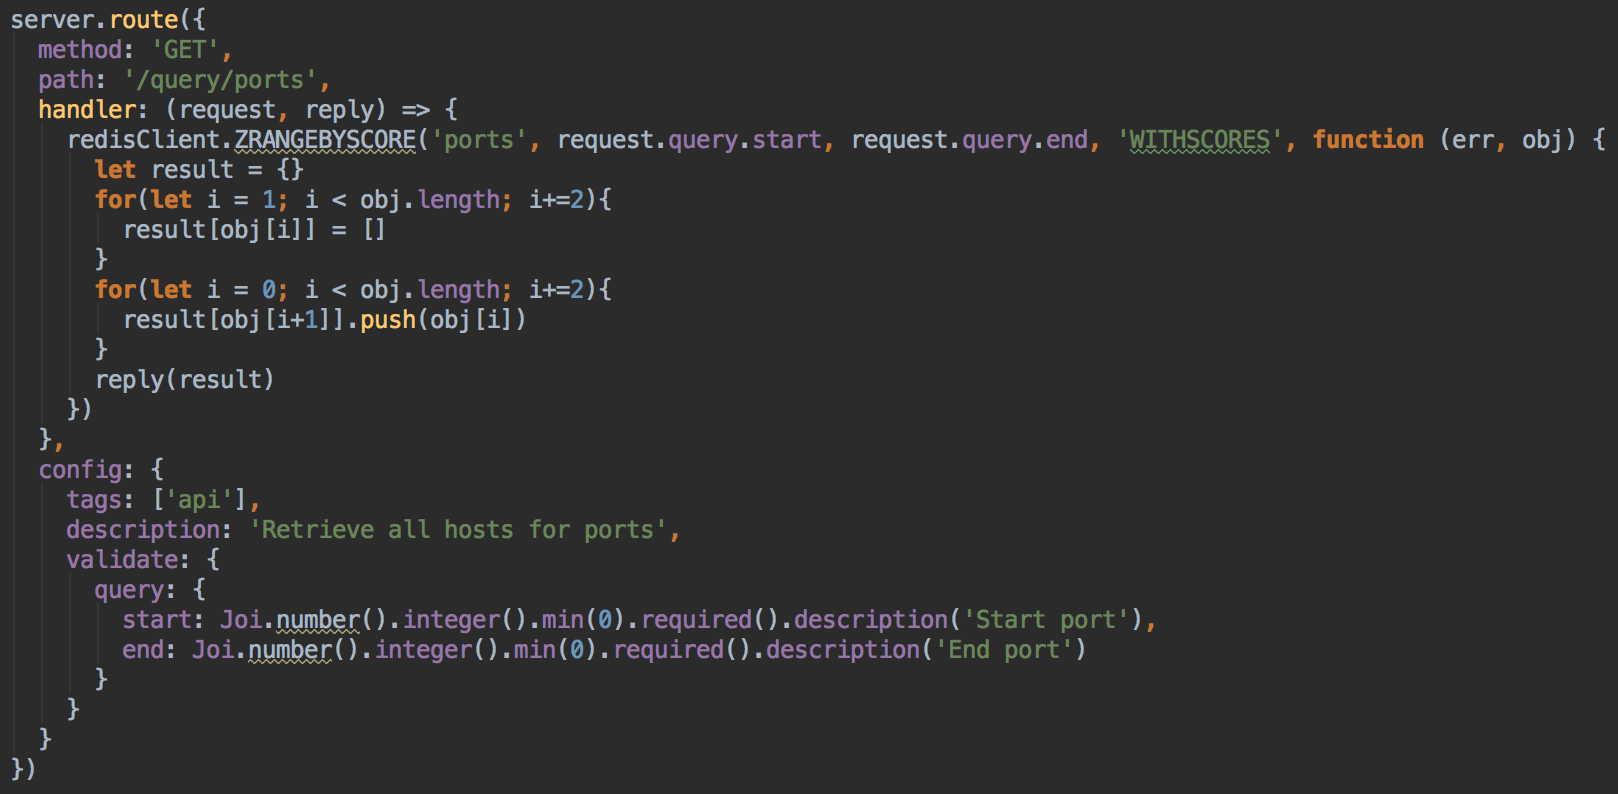 server.route({
  method: 'GET',
  path: '/query/ports',
  handler: (request, reply) => {
    redisClient.ZRANGEBYSCORE('ports', request.query.start, request.query.end, 'WITHSCORES', function (err, obj) {
      let result = {}
      for(let i = 1; i < obj.length; i+=2){
        result[obj[i]] = []
      }
      for(let i = 0; i < obj.length; i+=2){
        result[obj[i+1]].push(obj[i])
      }
      reply(result)
    })
  },
  config: {
    tags: ['api'],
    description: 'Retrieve all hosts for ports',
    validate: {
      query: {
        start: Joi.number().integer().min(0).required().description('Start port'),
        end: Joi.number().integer().min(0).required().description('End port')
      }
    }
  }
})